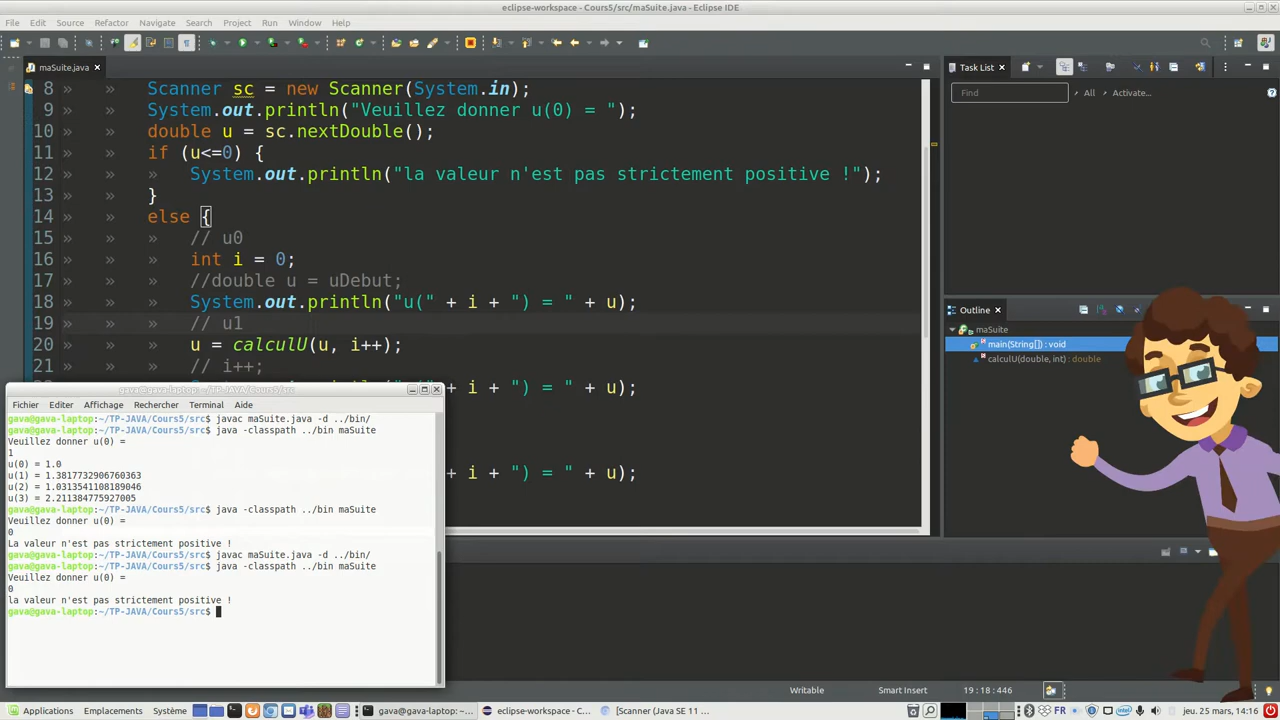 eclipse-workspace - Cours5/src/maSuite.java - Eclipse IDE
File Edit Source Refactor Navigate Search Project Run Window Help
maSuite.java
8 Scanner sc = new Scanner(System.in);
9 System.out.println("Veuillez donner u(0) = ");
10 double u = sc.nextDouble();
11 if (u<=0) {
12 System.out.println("la valeur n'est pas strictement positive !");
13 }
14 else {
15 // u0
16 int i = 0;
17 //double u = uDebut;
18 System.out.println("u(" + i + ") = " + u);
19 // u1
20 u = calculU(u, i++);
21 // i++;
" + i + ") = " + u);
" + i + ") = " + u);
Task List
Find All Activate...
Outline
maSuite
main(String[]) : void
calculU(double, int) : double
gava@gava-laptop:~/TP-JAVA/Cours5/src
Fichier Editer Affichage Rechercher Terminal Aide
gava@gava-laptop:~/TP-JAVA/Cours5/src$ javac maSuite.java -d ../bin/
gava@gava-laptop:~/TP-JAVA/Cours5/src$ java -classpath ../bin maSuite
Veuillez donner u(0) =
1
u(0) = 1.0
u(1) = 1.3817732906760363
u(2) = 1.0313541108189046
u(3) = 2.211384775927005
gava@gava-laptop:~/TP-JAVA/Cours5/src$ java -classpath ../bin maSuite
Veuillez donner u(0) =
0
La valeur n'est pas strictement positive !
gava@gava-laptop:~/TP-JAVA/Cours5/src$ javac maSuite.java -d ../bin/
gava@gava-laptop:~/TP-JAVA/Cours5/src$ java -classpath ../bin maSuite
Veuillez donner u(0) =
0
la valeur n'est pas strictement positive !
gava@gava-laptop:~/TP-JAVA/Cours5/src$
Writable Smart Insert 19 : 18 : 446
Applications Emplacements Système gava@gava-laptop: ~/... eclipse-workspace - C... [Scanner (Java SE 11 ... FR jeu. 25 mars, 14:16